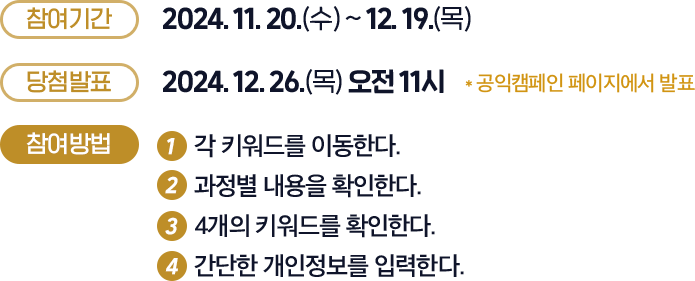 참여기간 2024. 11. 20.(수) ~ 12. 19.(목)
당첨발표 2024. 12. 26.(목) 오전 11시 * 공익캠페인 페이지에서 발표
참여방법 1 각 키워드를 이동한다.
2 과정별 내용을 확인한다.
3 4개의 키워드를 확인한다.
4 간단한 개인정보를 입력한다.